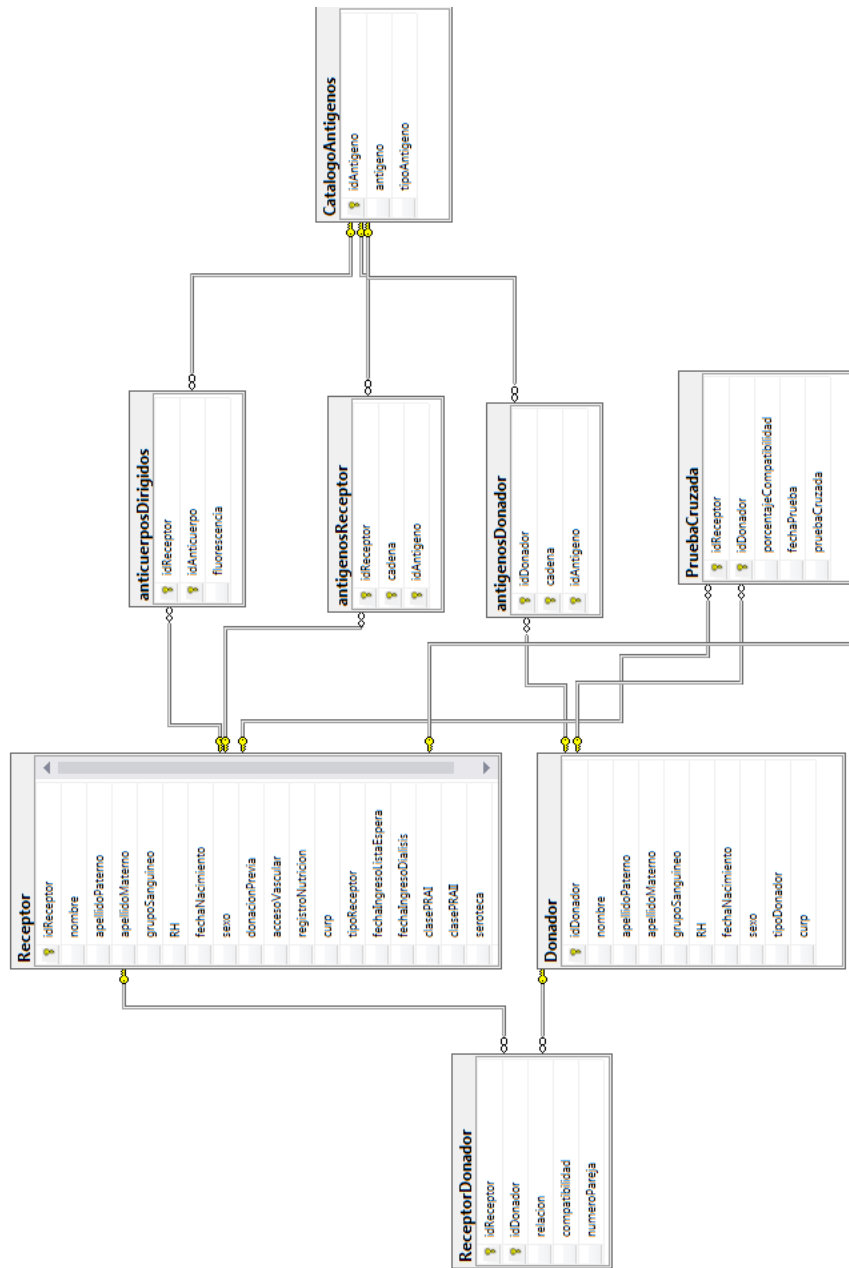 ReceptorDonador
idReceptor
idDonador
relacion
compatibilidad
numeroPareja
Receptor
idReceptor
nombre
apellidoPaterno
apellidoMaterno
grupoSanguineo
RH
fechaNacimiento
sexo
donacionPrevia
accesoVascular
registroNutricion
curp
tipoReceptor
fechaIngresoListaEspera
fechaIngresoDialisis
clasePRAI
clasePRAII
seroteca
Donador
idDonador
nombre
apellidoPaterno
apellidoMaterno
grupoSanguineo
RH
fechaNacimiento
sexo
tipoDonador
curp
anticuerposDirigidos
idReceptor
idAnticuerpo
fluorescencia
antigenosReceptor
idReceptor
cadena
idAntigeno
antigenosDonador
idDonador
cadena
idAntigeno
PruebaCruzada
idReceptor
idDonador
porcentajeCompatibilidad
fechaPrueba
pruebaCruzada
CatalogoAntigenos
idAntigeno
antigeno
tipoAntigeno